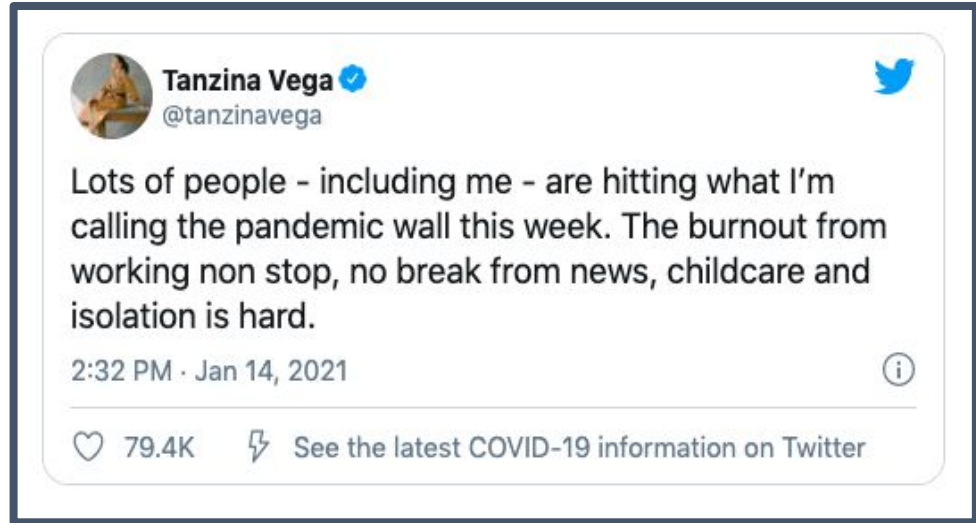 Tanzina Vega
@tanzinavega
Lots of people - including me - are hitting what I'm
calling the pandemic wall this week. The burnout from
working non stop, no break from news, childcare and
isolation is hard.
2:32 PM · Jan 14, 2021
79.4K See the latest COVID-19 information on Twitter